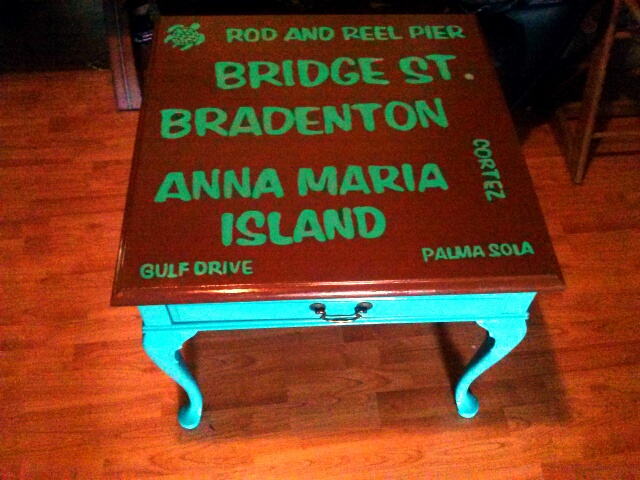 ROD AND REEL PIER
BRIDGE ST.
BRADENTON
CORTEZ
ANNA MARIA
ISLAND
GULF DRIVE
PALMA SOLA